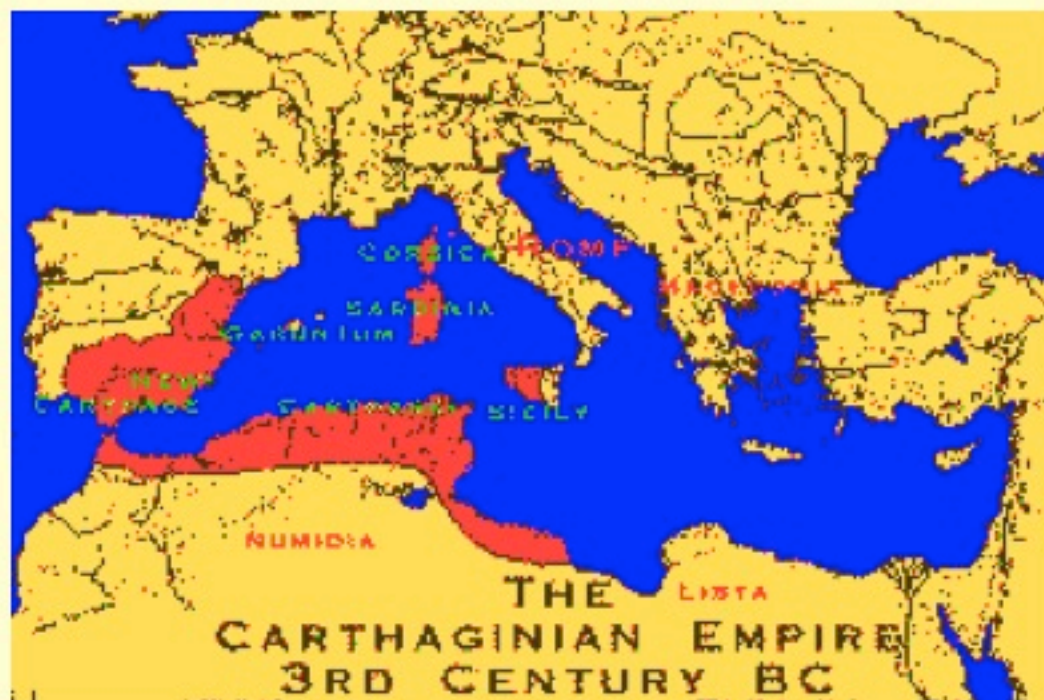 CORSICA
ROME
MACEDONIA
SARDINIA
SAGUNTUM
NEW
CARTHAGE
CARTHAGE
SICILY
NUMIDIA
LIBYA
THE
CARTHAGINIAN EMPIRE
3RD CENTURY BC